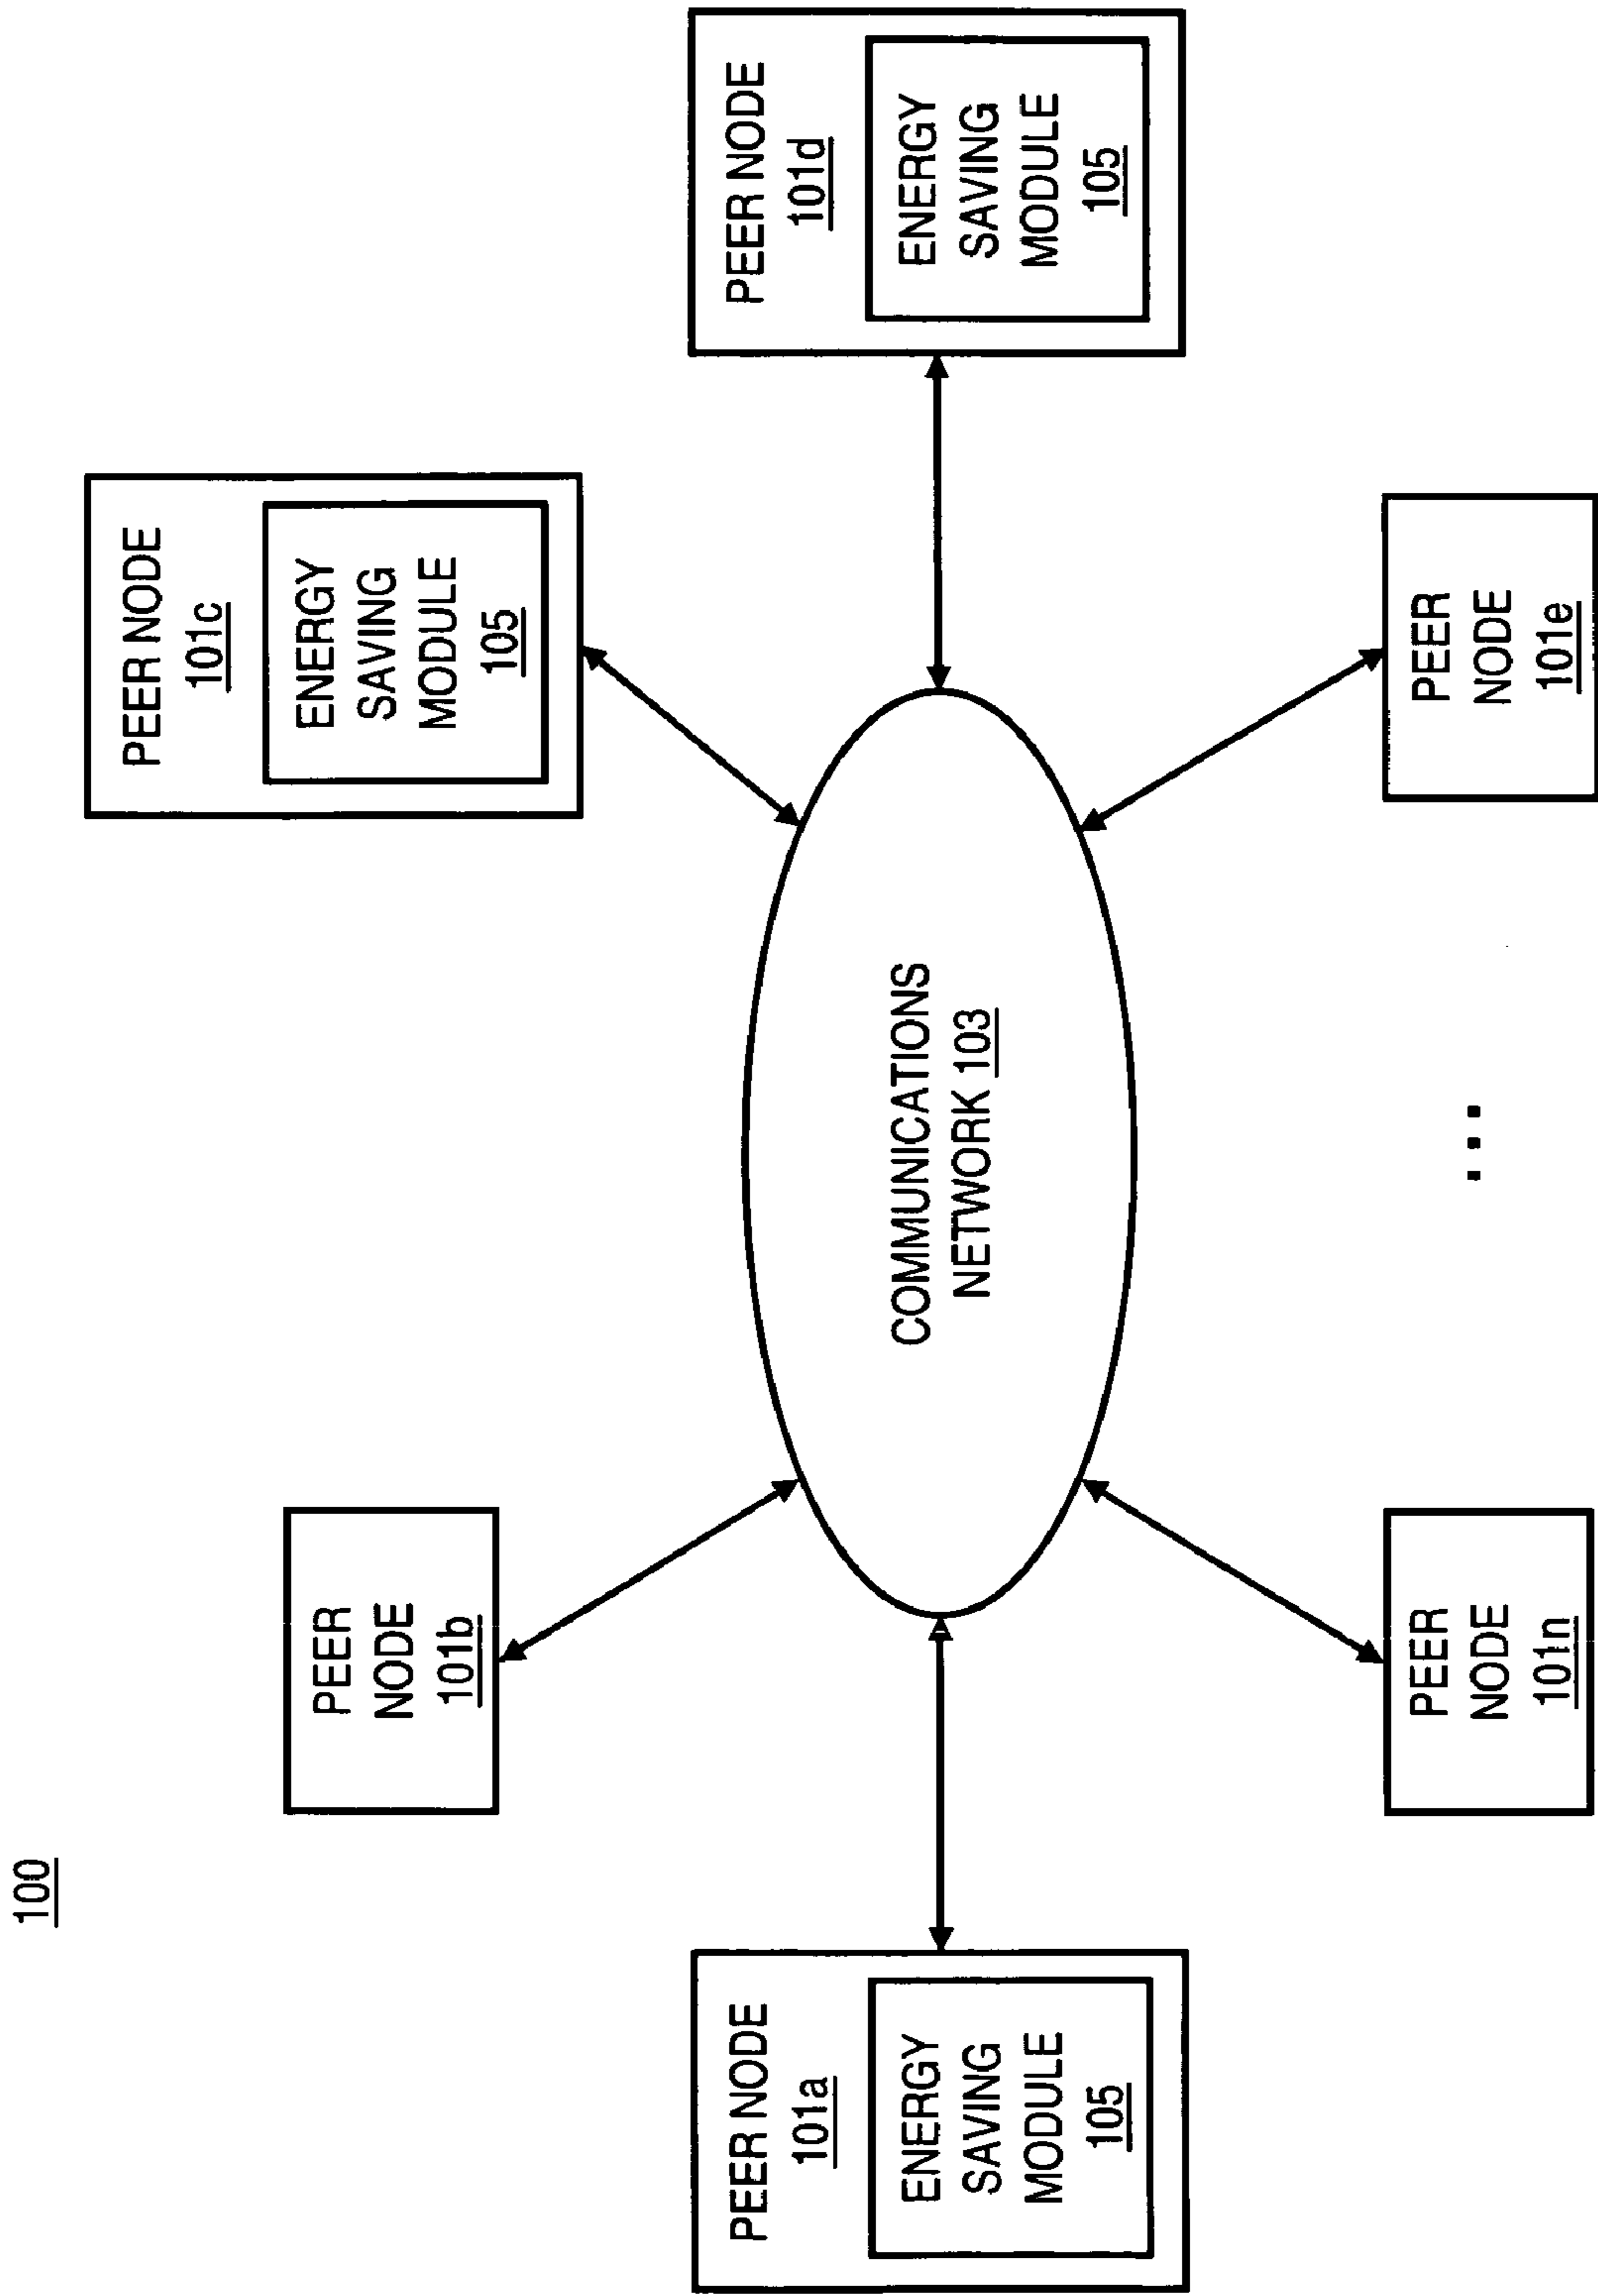 100
PEER NODE
101c
ENERGY
SAVING
MODULE
105
PEER
NODE
101b
PEER NODE
101a
ENERGY
SAVING
MODULE
105
COMMUNICATIONS
NETWORK 103
PEER NODE
101d
ENERGY
SAVING
MODULE
105
PEER
NODE
101n
...
PEER
NODE
101e